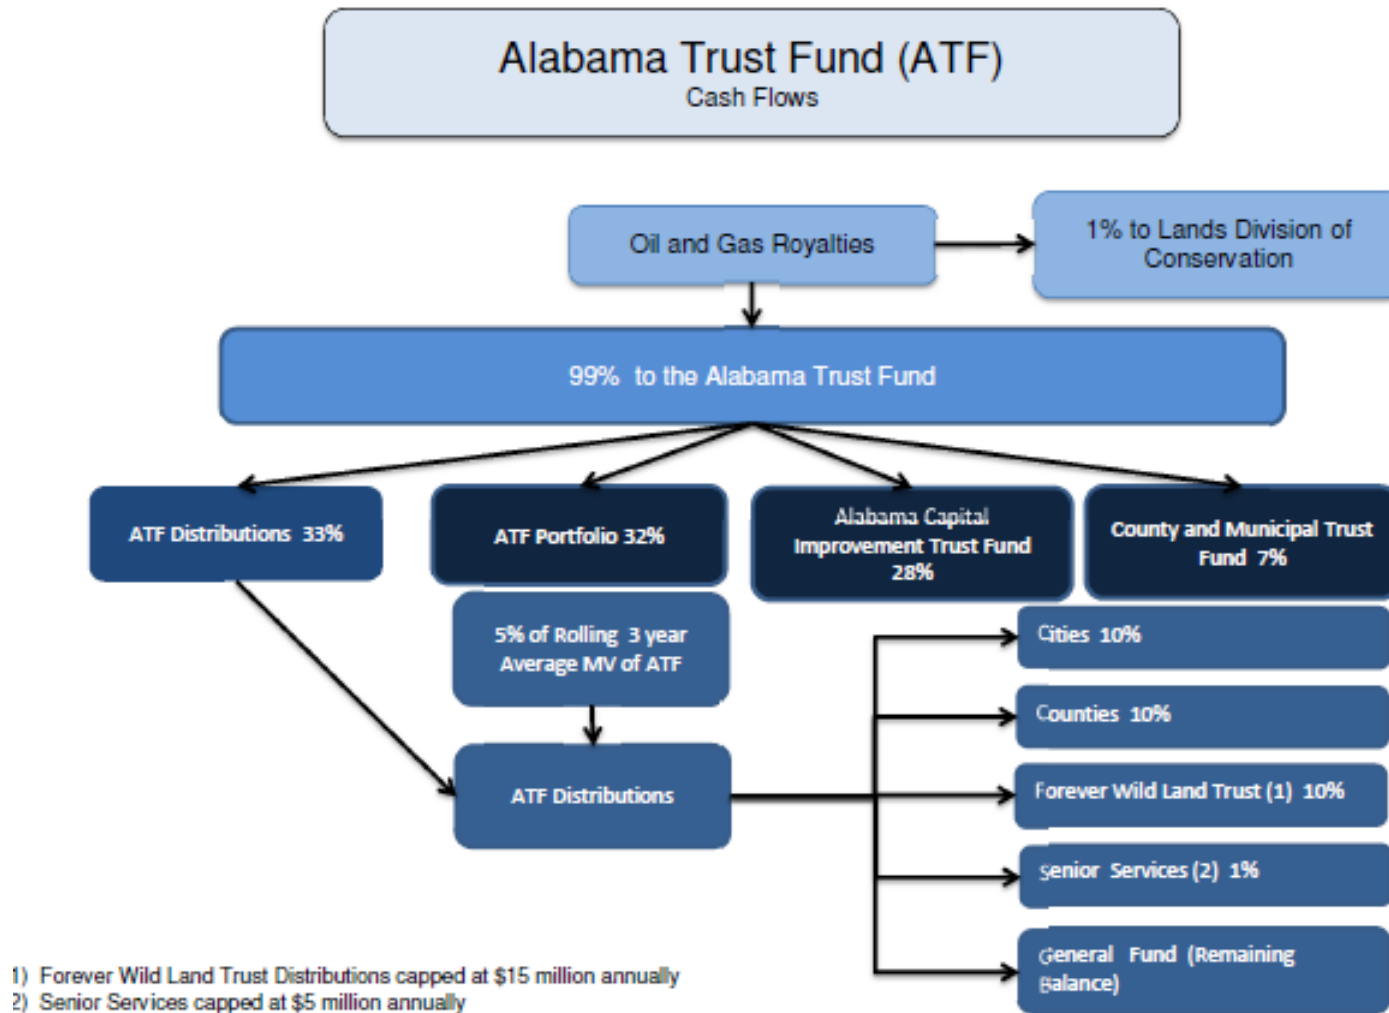 Alabama Trust Fund (ATF)
Cash Flows
Oil and Gas Royalties
1% to Lands Division of
Conservation
99% to the Alabama Trust Fund
ATF Distributions 33%
ATF Portfolio 32%
Alabama Capital
Improvement Trust Fund
28%
County and Municipal Trust
Fund 7%
5% of Rolling 3 year
Average MV of ATF
ATF Distributions
Cities 10%
Counties 10%
Forever Wild Land Trust (1) 10%
Senior Services (2) 1%
General Fund (Remaining
Balance)
1) Forever Wild Land Trust Distributions capped at $15 million annually
2) Senior Services capped at $5 million annually